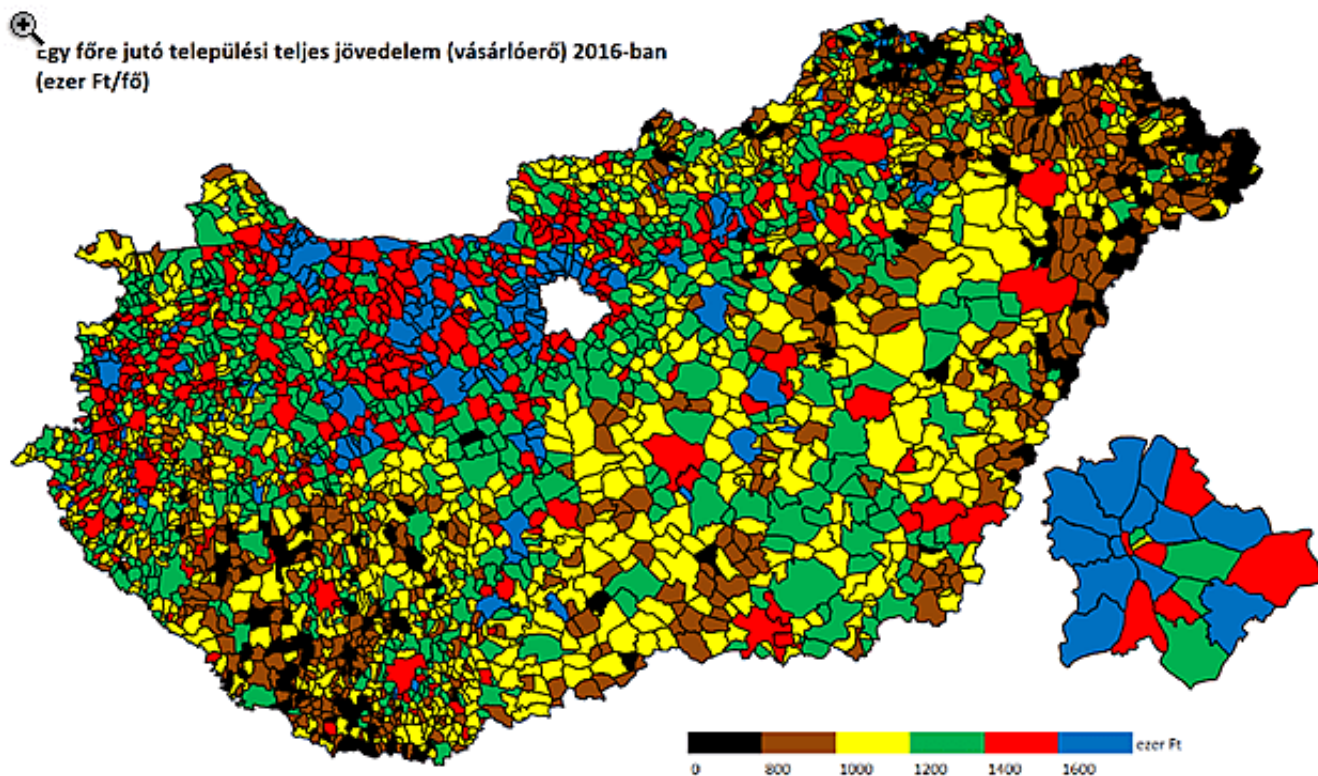 Egy főre jutó települési teljes jövedelem (vásárlóerő) 2016-ban
(ezer Ft/fő)
ezer Ft
0 800 1000 1200 1400 1600